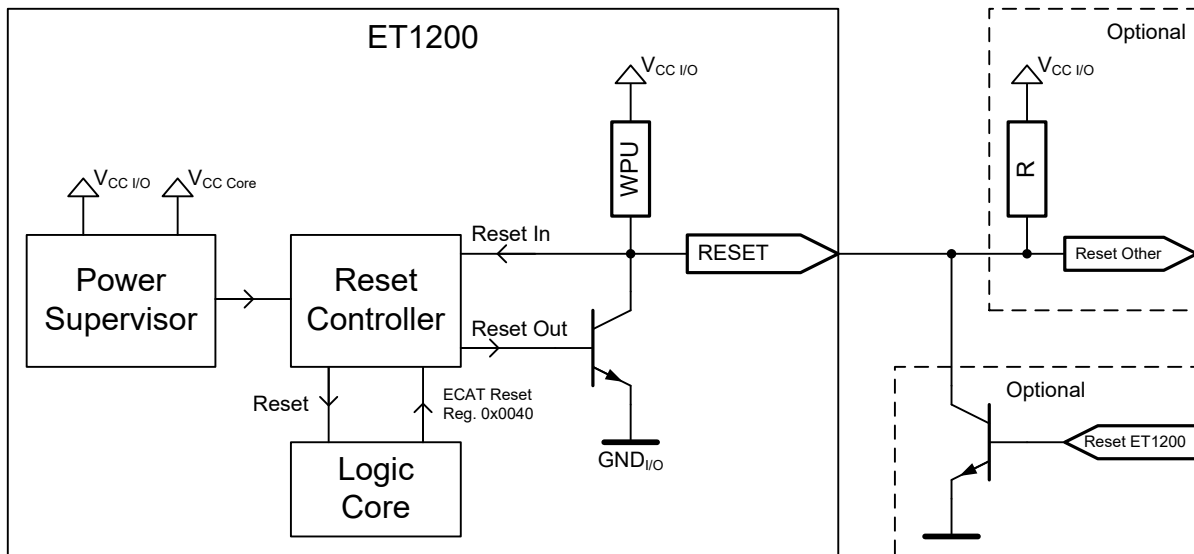 ET1200
Optional
VCC I/O
VCC I/O
WPU
R
VCC I/O
VCC Core
Reset In
RESET
Reset Other
Power
Supervisor
Reset
Controller
Reset Out
Optional
Reset
ECAT Reset
Reg. 0x0040
Reset ET1200
GNDI/O
Logic
Core